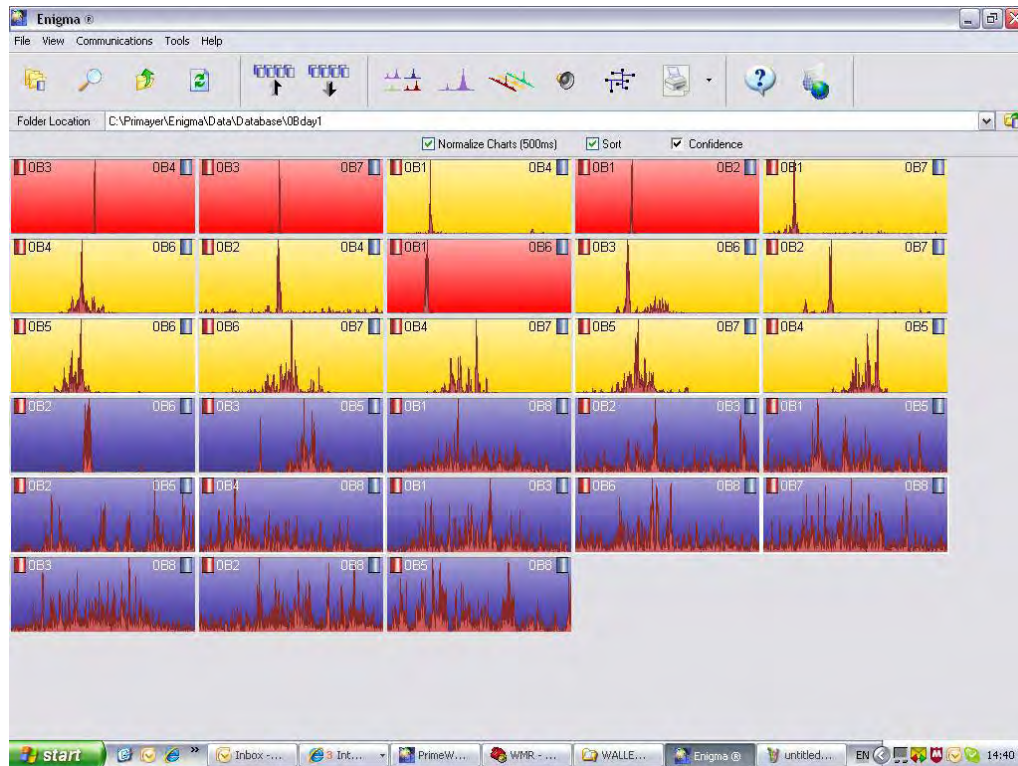 Enigma ®
File View Communications Tools Help
Folder Location C:\Primayer\Enigma\Data\Database\0Bday1
Normalize Charts (500ms) Sort Confidence
0B3 0B4 0B3 0B7 0B1 0B4 0B1 0B2 0B1 0B7
0B4 0B6 0B2 0B4 0B1 0B6 0B3 0B6 0B2 0B7
0B5 0B6 0B6 0B7 0B4 0B7 0B5 0B7 0B4 0B5
0B2 0B6 0B3 0B5 0B1 0B8 0B2 0B3 0B1 0B5
0B2 0B5 0B4 0B8 0B1 0B3 0B6 0B8 0B7 0B8
0B3 0B8 0B2 0B8 0B5 0B8
start » Inbox -... 3 Int... PrimeW... WMR - ... WALLE... Enigma ® untitled... EN 14:40